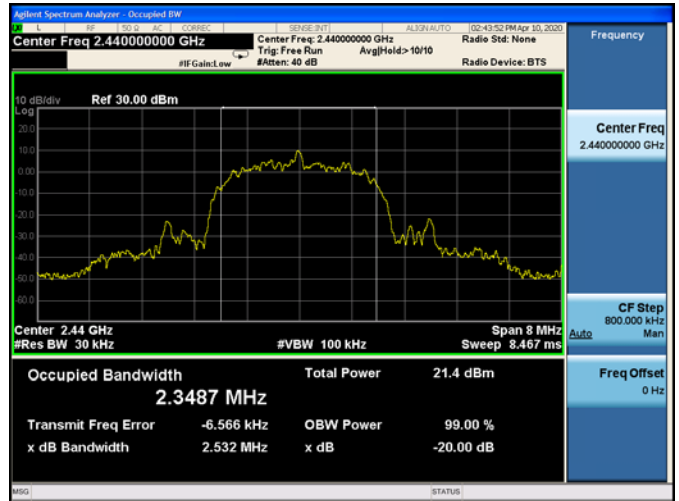 Agilent Spectrum Analyzer - Occupied BW
L RF 50 Ω AC CORREC SENSE:INT ALIGN AUTO 02:43:52 PM Apr 10, 2020
Center Freq 2.440000000 GHz Center Freq: 2.440000000 GHz Radio Std: None Frequency
Trig: Free Run Avg|Hold:>10/10
#IFGain:Low #Atten: 40 dB Radio Device: BTS
10 dB/div Ref 30.00 dBm
Log
20.0
10.0
0.00
-10.0
-20.0
-30.0
-40.0
-50.0
-60.0
Center Freq
2.440000000 GHz
Center 2.44 GHz Span 8 MHz
#Res BW 30 kHz #VBW 100 kHz Sweep 8.467 ms
CF Step
800.000 kHz
Auto Man
Occupied Bandwidth Total Power 21.4 dBm
2.3487 MHz
Transmit Freq Error -6.566 kHz OBW Power 99.00 %
x dB Bandwidth 2.532 MHz x dB -20.00 dB
Freq Offset
0 Hz
MSG STATUS